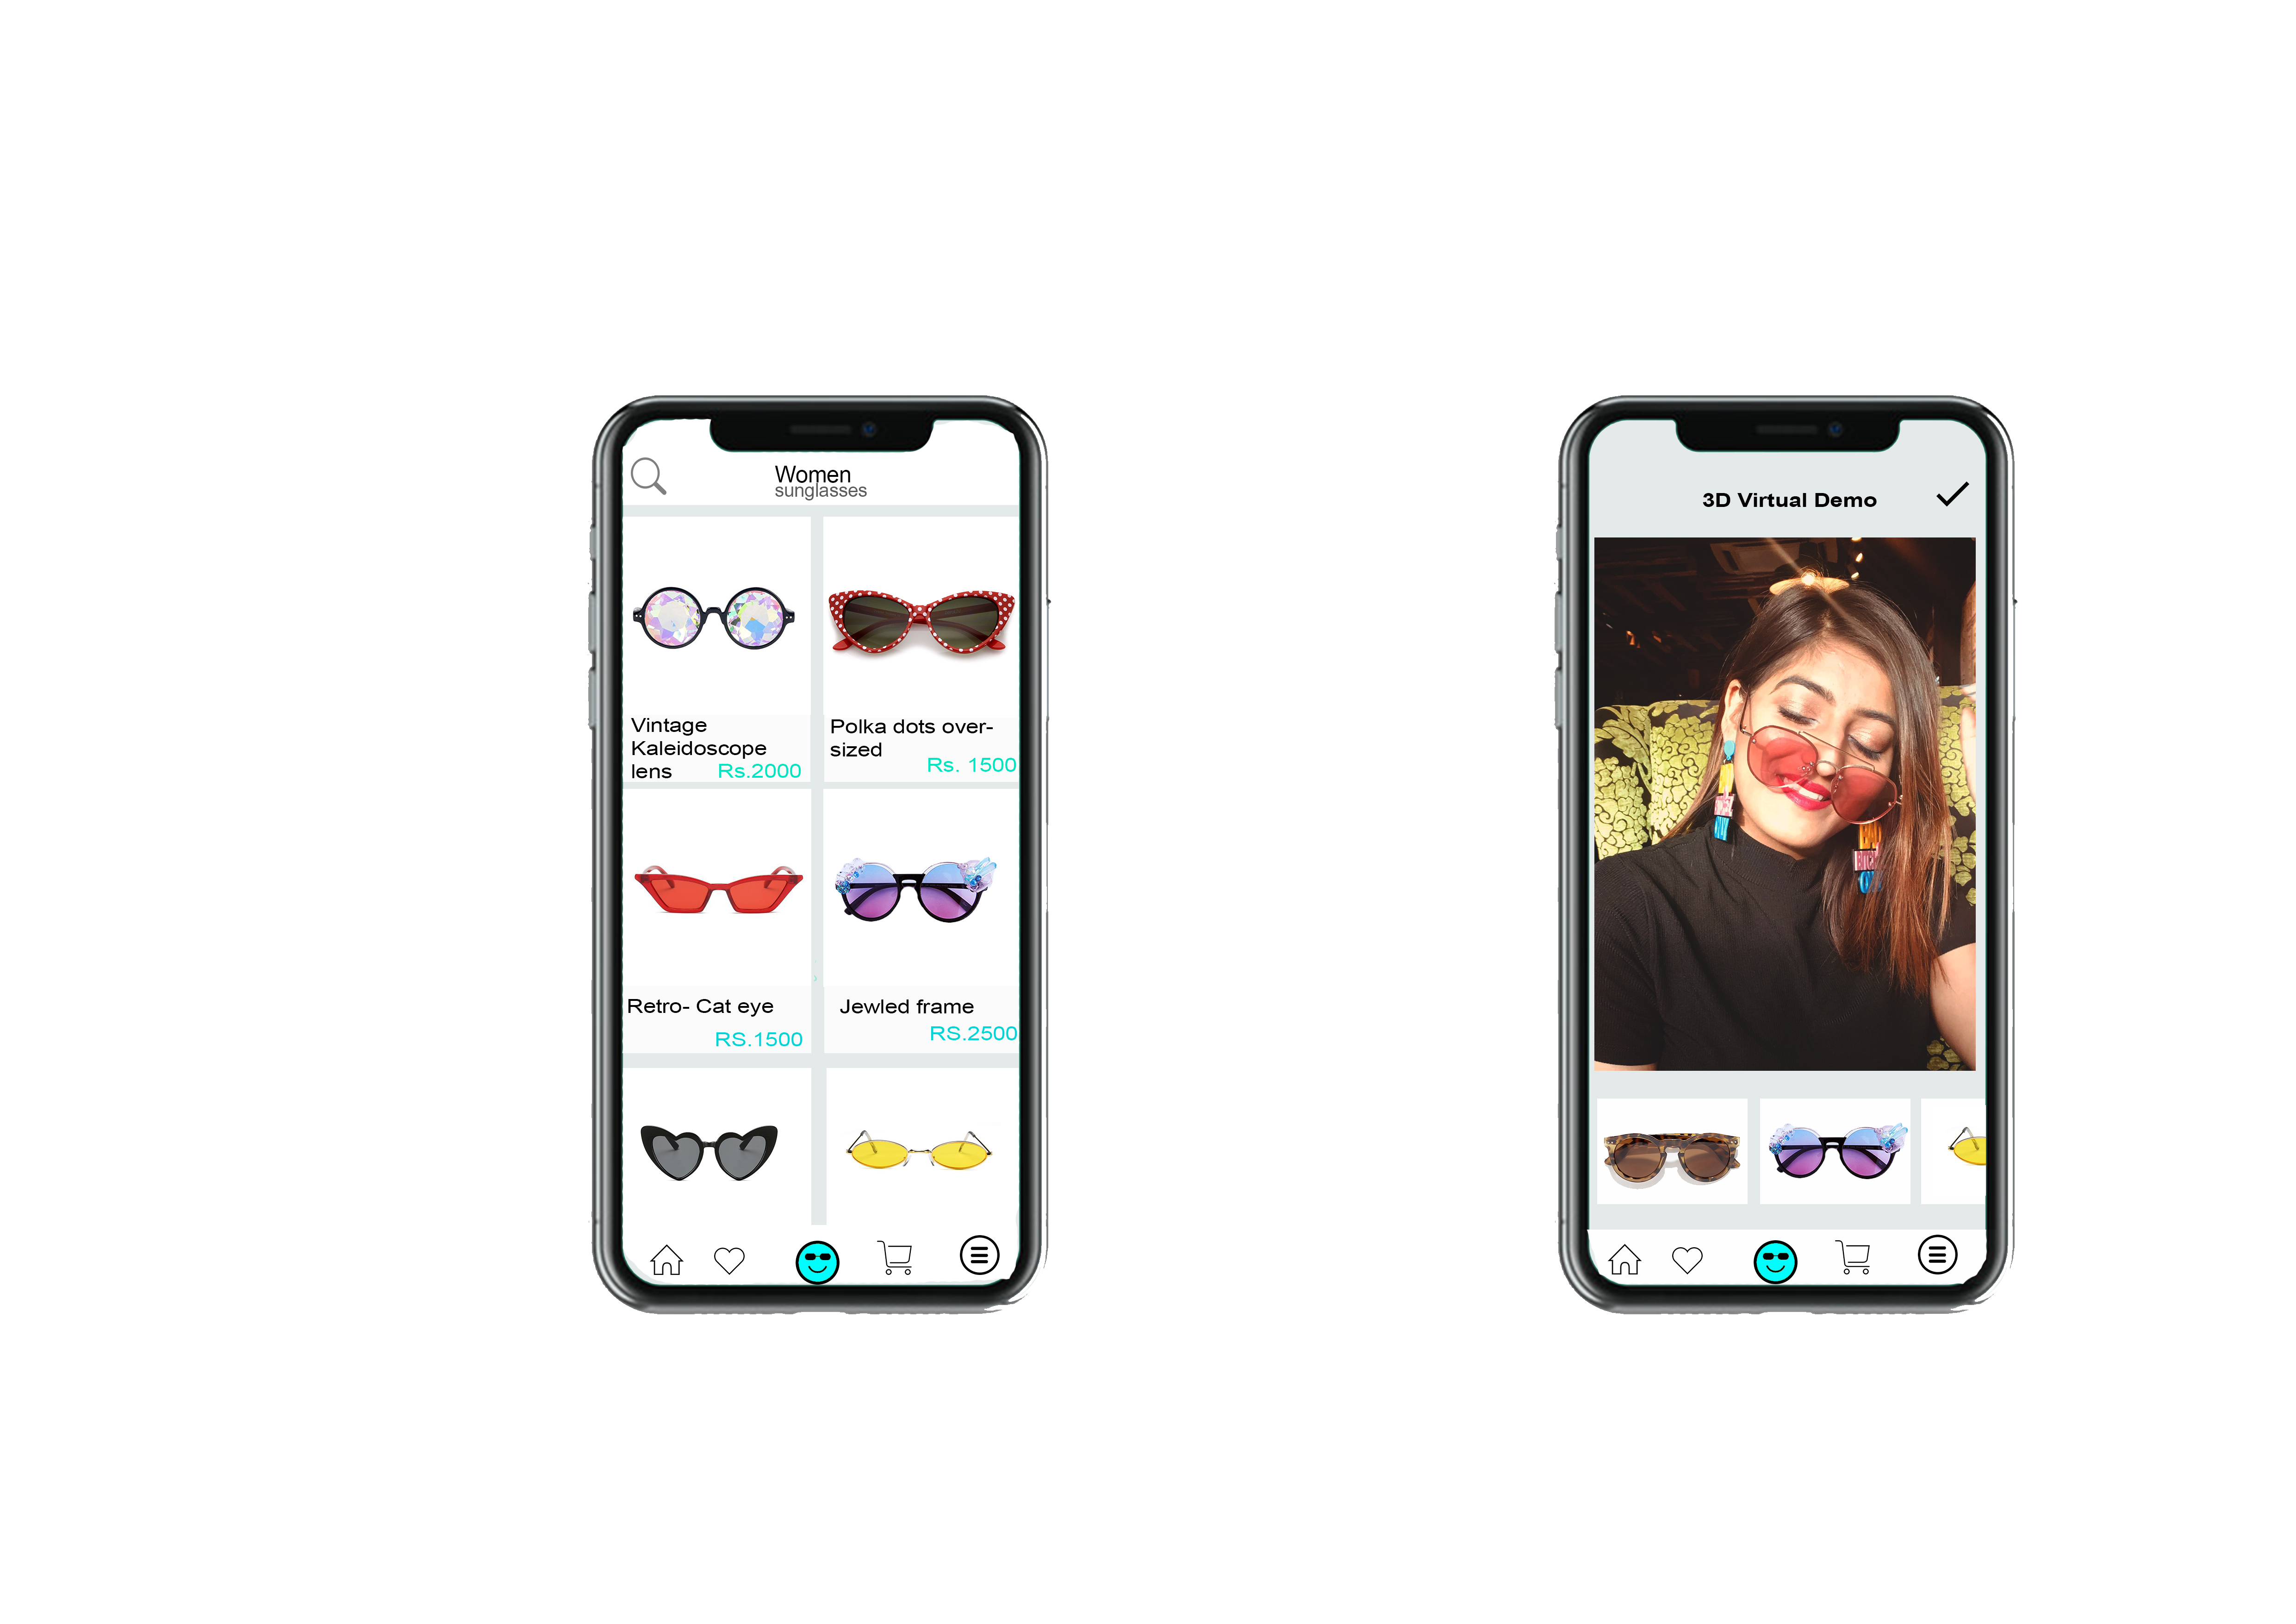 Women
sunglasses
Vintage
Kaleidoscope
lens Rs.2000
Polka dots over-
sized
Rs. 1500
Retro- Cat eye
RS.1500
Jewled frame
RS.2500
3D Virtual Demo